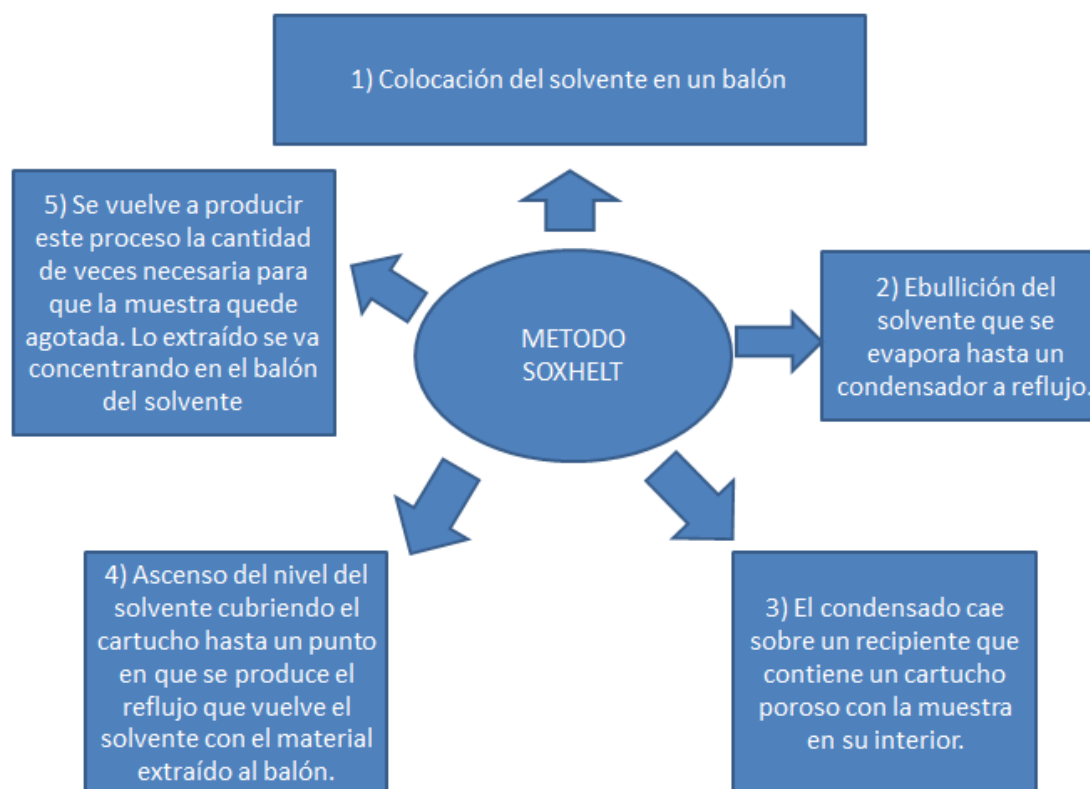 1) Colocación del solvente en un balón
5) Se vuelve a producir
este proceso la cantidad
de veces necesaria para
que la muestra quede
agotada. Lo extraído se va
concentrando en el balón
del solvente
METODO
SOXHELT
2) Ebullición del
solvente que se
evapora hasta un
condensador a reflujo.
4) Ascenso del nivel del
solvente cubriendo el
cartucho hasta un punto
en que se produce el
reflujo que vuelve el
solvente con el material
extraído al balón.
3) El condensado cae
sobre un recipiente que
contiene un cartucho
poroso con la muestra
en su interior.